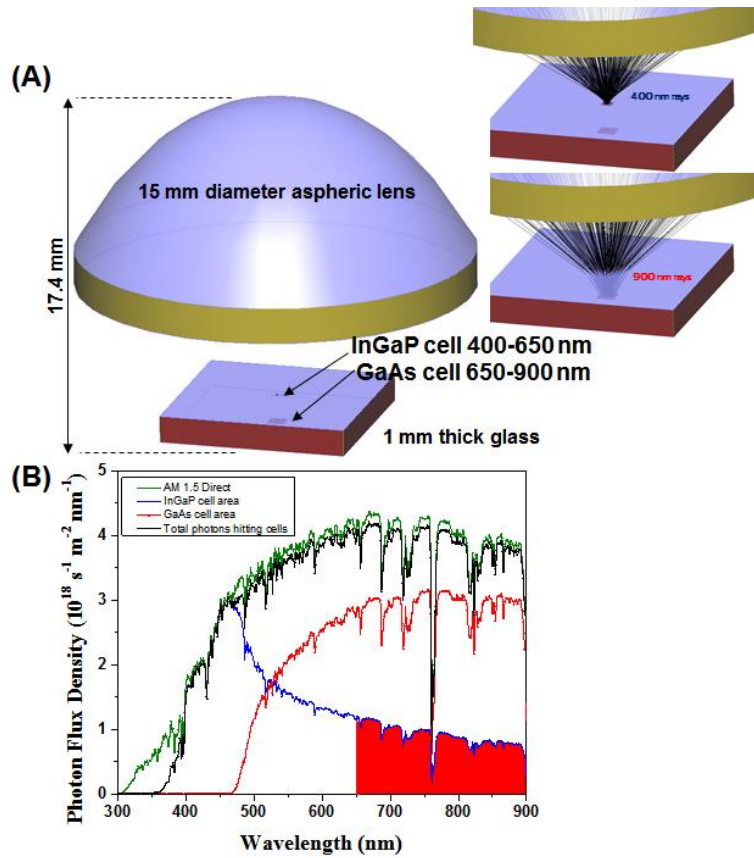 (A)
400 nm rays
15 mm diameter aspheric lens
17.4 mm
900 nm rays
InGaP cell 400-650 nm
GaAs cell 650-900 nm
1 mm thick glass
(B)
5
4
3
2
1
0
Photon Flux Density (10¹⁸ s⁻¹ m⁻² nm⁻¹)
AM 1.5 Direct
InGaP cell area
GaAs cell area
Total photons hitting cells
300 400 500 600 700 800 900
Wavelength (nm)